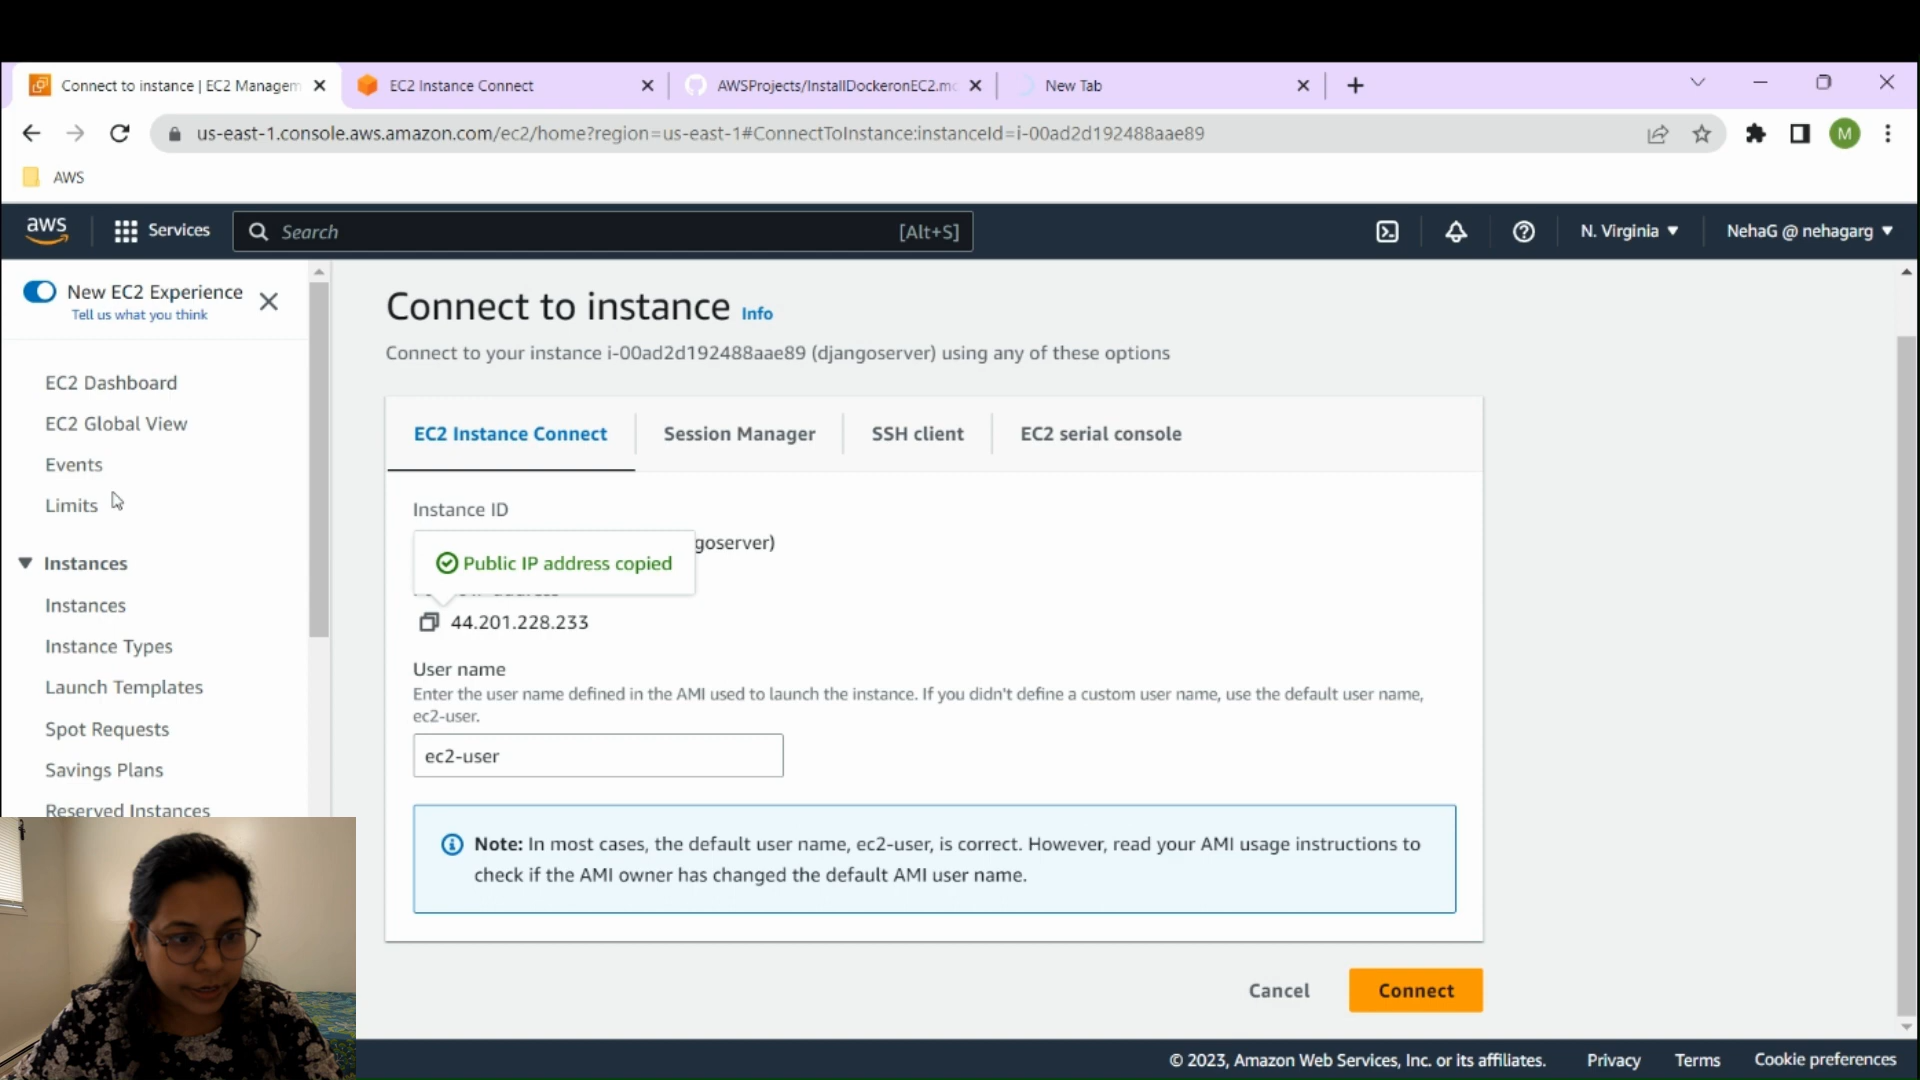 Connect to instance | EC2 Managem
EC2 Instance Connect
AWSProjects/InstallDockeronEC2.mc
New Tab
us-east-1.console.aws.amazon.com/ec2/home?region=us-east-1#ConnectToInstance:instanceId=i-00ad2d192488aae89
M
AWS
aws
Services
Search
[Alt+S]
N. Virginia
NehaG @ nehagarg
New EC2 Experience
Tell us what you think
EC2 Dashboard
EC2 Global View
Events
Limits
Instances
Instances
Instance Types
Launch Templates
Spot Requests
Savings Plans
Reserved Instances
Connect to instance Info
Connect to your instance i-00ad2d192488aae89 (djangoserver) using any of these options
EC2 Instance Connect
Session Manager
SSH client
EC2 serial console
Instance ID
goserver)
Public IP address copied
44.201.228.233
User name
Enter the user name defined in the AMI used to launch the instance. If you didn't define a custom user name, use the default user name,
ec2-user.
ec2-user
Note: In most cases, the default user name, ec2-user, is correct. However, read your AMI usage instructions to
check if the AMI owner has changed the default AMI user name.
Cancel
Connect
© 2023, Amazon Web Services, Inc. or its affiliates.
Privacy
Terms
Cookie preferences